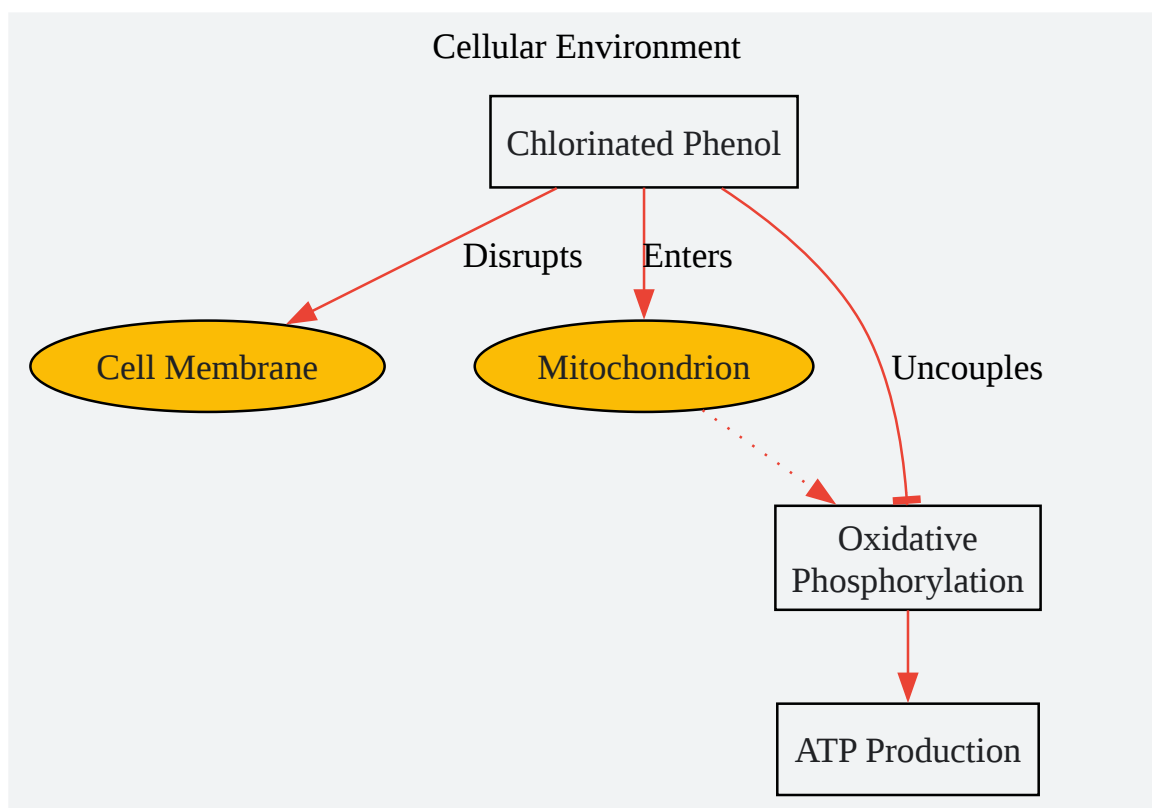 Cellular Environment
Chlorinated Phenol
Disrupts
Enters
Cell Membrane
Mitochondrion
Uncouples
Oxidative
Phosphorylation
ATP Production